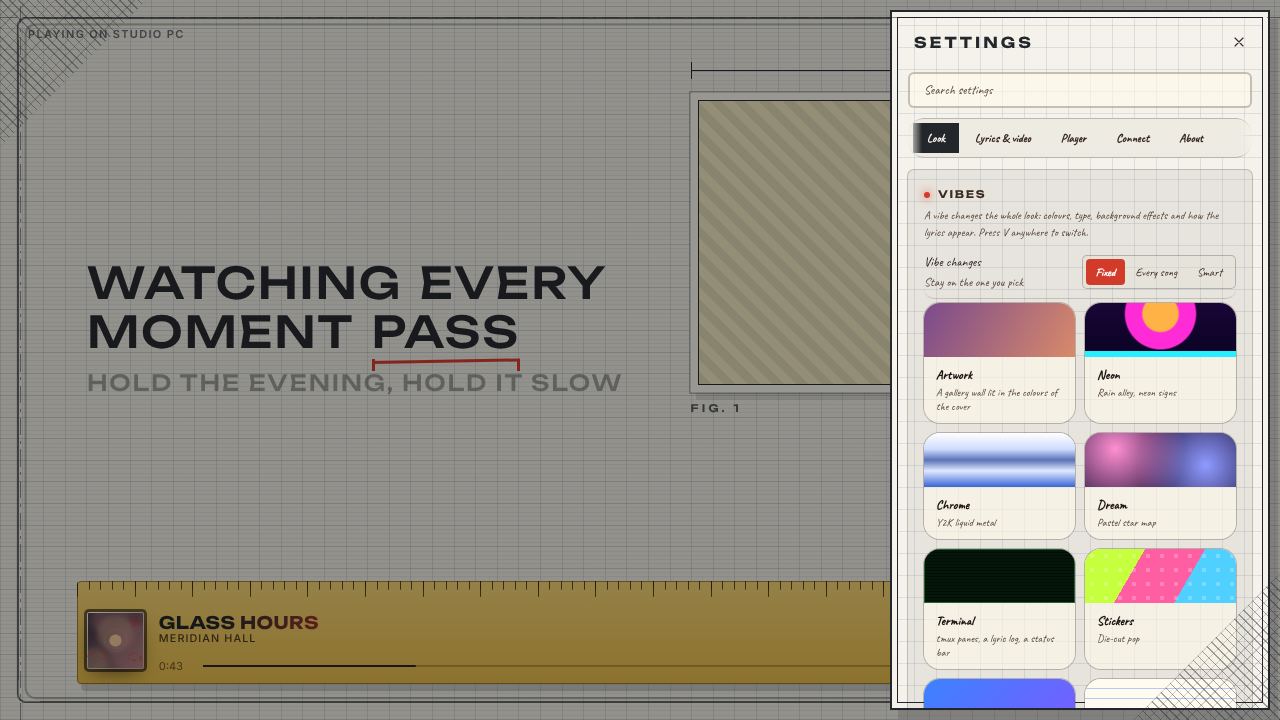 PLAYING ON STUDIO PC
WATCHING EVERY
MOMENT PASS
HOLD THE EVENING, HOLD IT SLOW
FIG. 1
GLASS HOURS
MERIDIAN HALL
0:43
SETTINGS
Search settings
Look
Lyrics & video
Player
Connect
About
VIBES
A vibe changes the whole look: colours, type, background effects and how the
lyrics appear. Press V anywhere to switch.
Vibe changes
Stay on the one you pick
Fixed
Every song
Smart
Artwork
A gallery wall lit in the colours of
the cover
Neon
Rain alley, neon signs
Chrome
Y2K liquid metal
Dream
Pastel star map
Terminal
tmux panes, a lyric log, a status
bar
Stickers
Die-cut pop